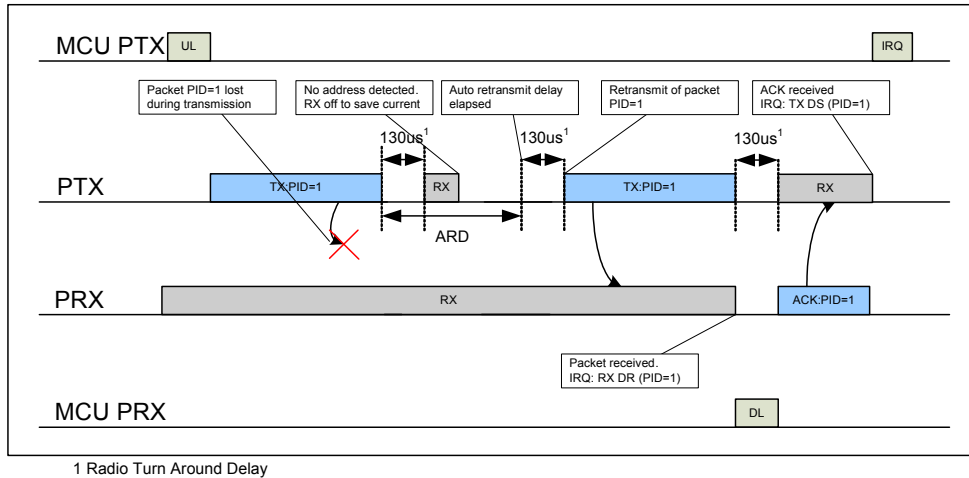 MCU PTX
UL
IRQ
Packet PID=1 lost
during transmission
No address detected.
RX off to save current
Auto retransmit delay
elapsed
Retransmit of packet
PID=1
ACK received
IRQ: TX DS (PID=1)
130us1
130us1
130us1
PTX
TX:PID=1
RX
TX:PID=1
RX
ARD
PRX
RX
ACK:PID=1
Packet received.
IRQ: RX DR (PID=1)
MCU PRX
DL
1 Radio Turn Around Delay